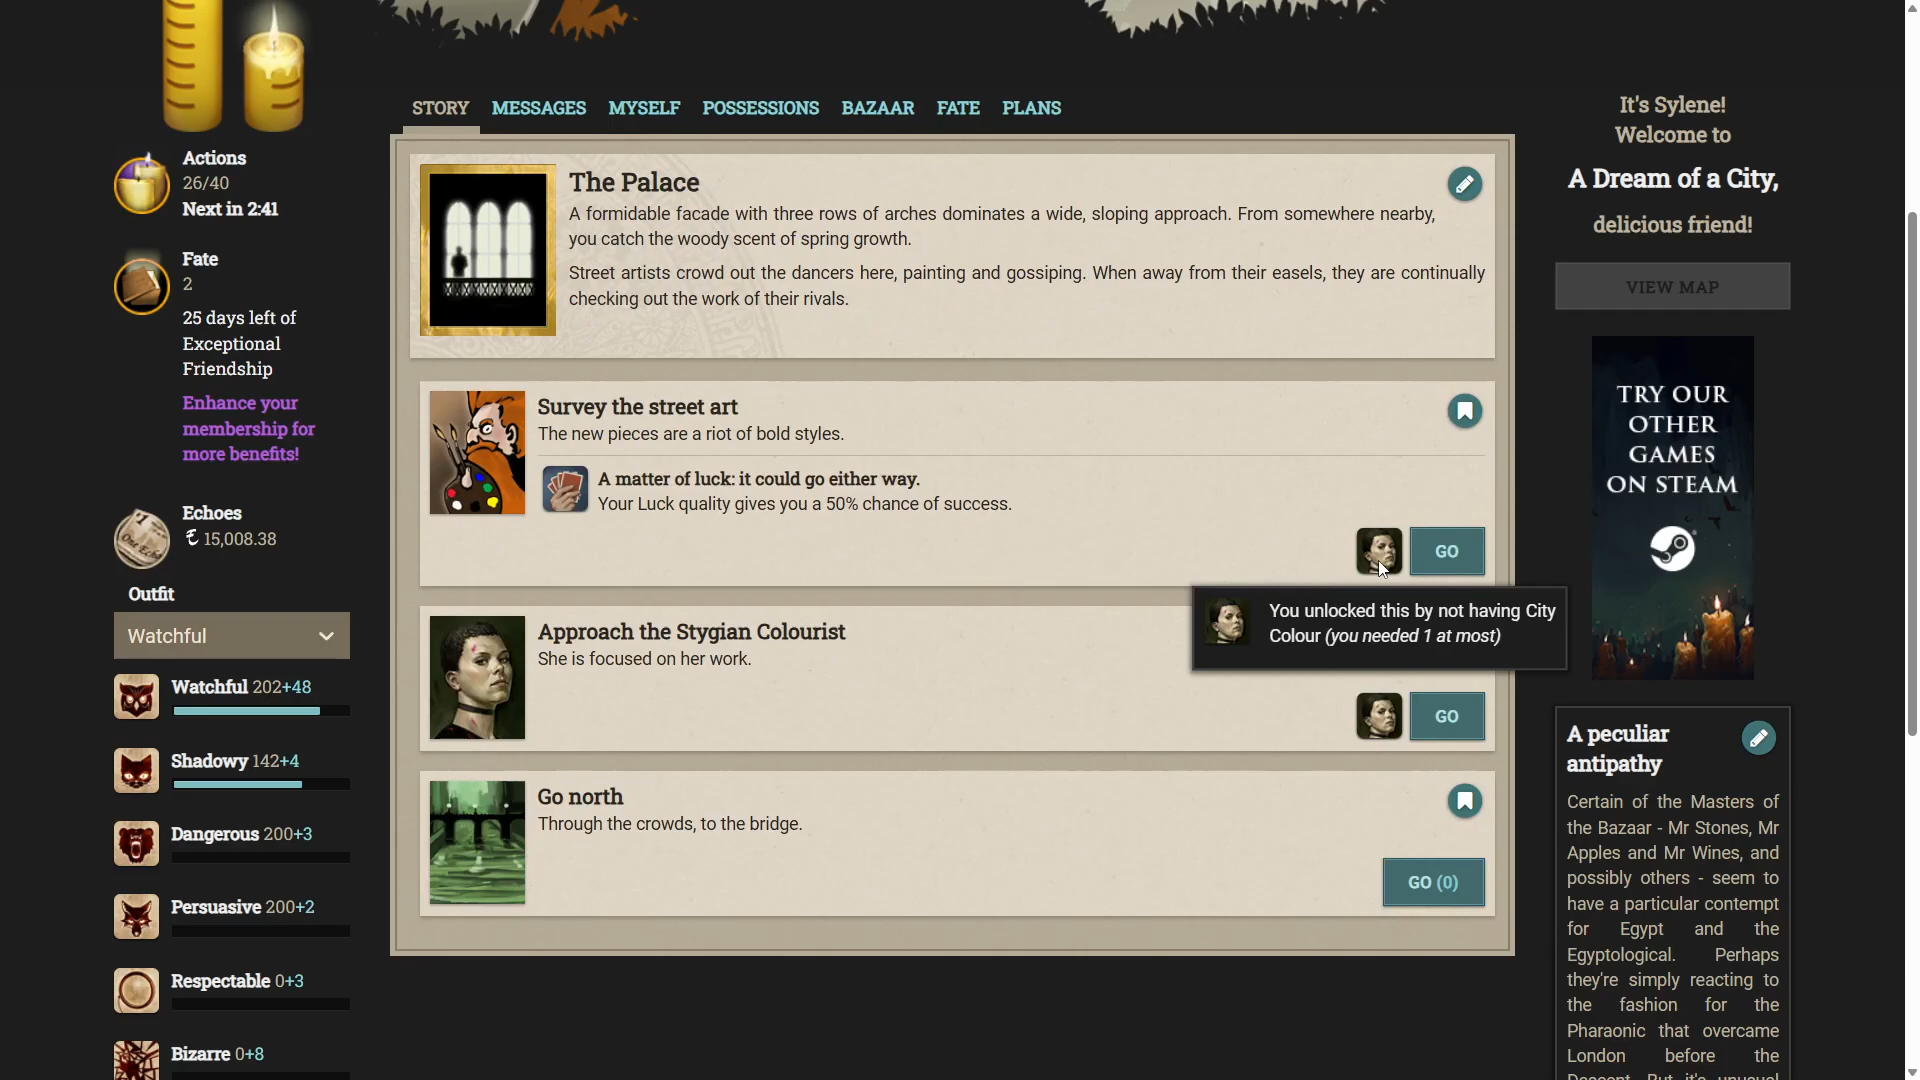 STORY MESSAGES MYSELF POSSESSIONS BAZAAR FATE PLANS
Actions
26/40
Next in 2:41
Fate
2
25 days left of
Exceptional
Friendship
Enhance your
membership for
more benefits!
Echoes
15,008.38
Outfit
Watchful
Watchful 202+48
Shadowy 142+4
Dangerous 200+3
Persuasive 200+2
Respectable 0+3
Bizarre 0+8
The Palace
A formidable facade with three rows of arches dominates a wide, sloping approach. From somewhere nearby,
you catch the woody scent of spring growth.
Street artists crowd out the dancers here, painting and gossiping. When away from their easels, they are continually
checking out the work of their rivals.
Survey the street art
The new pieces are a riot of bold styles.
A matter of luck: it could go either way.
Your Luck quality gives you a 50% chance of success.
GO
You unlocked this by not having City
Colour (you needed 1 at most)
Approach the Stygian Colourist
She is focused on her work.
GO
Go north
Through the crowds, to the bridge.
GO (0)
It's Sylene!
Welcome to
A Dream of a City,
delicious friend!
VIEW MAP
TRY OUR
OTHER
GAMES
ON STEAM
A peculiar
antipathy
Certain of the Masters of
the Bazaar - Mr Stones, Mr
Apples and Mr Wines, and
possibly others - seem to
have a particular contempt
for Egypt and the
Egyptological. Perhaps
they're simply reacting to
the fashion for the
Pharaonic that overcame
London before the